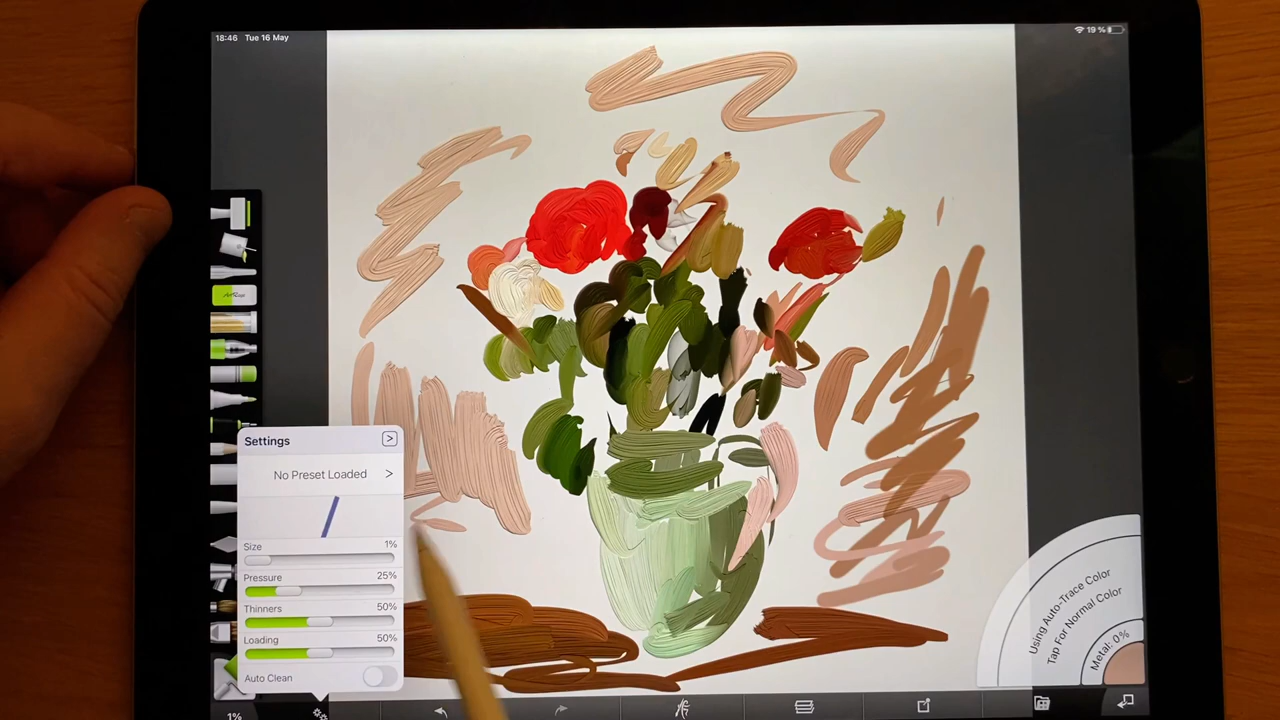 18:46 Tue 16 May
19 %
ArtRage
Settings
No Preset Loaded >
Size 1%
Pressure 25%
Thinners 50%
Loading 50%
Auto Clean
1%
Using Auto-Trace Color
Tap For Normal Color
Metal: 0%